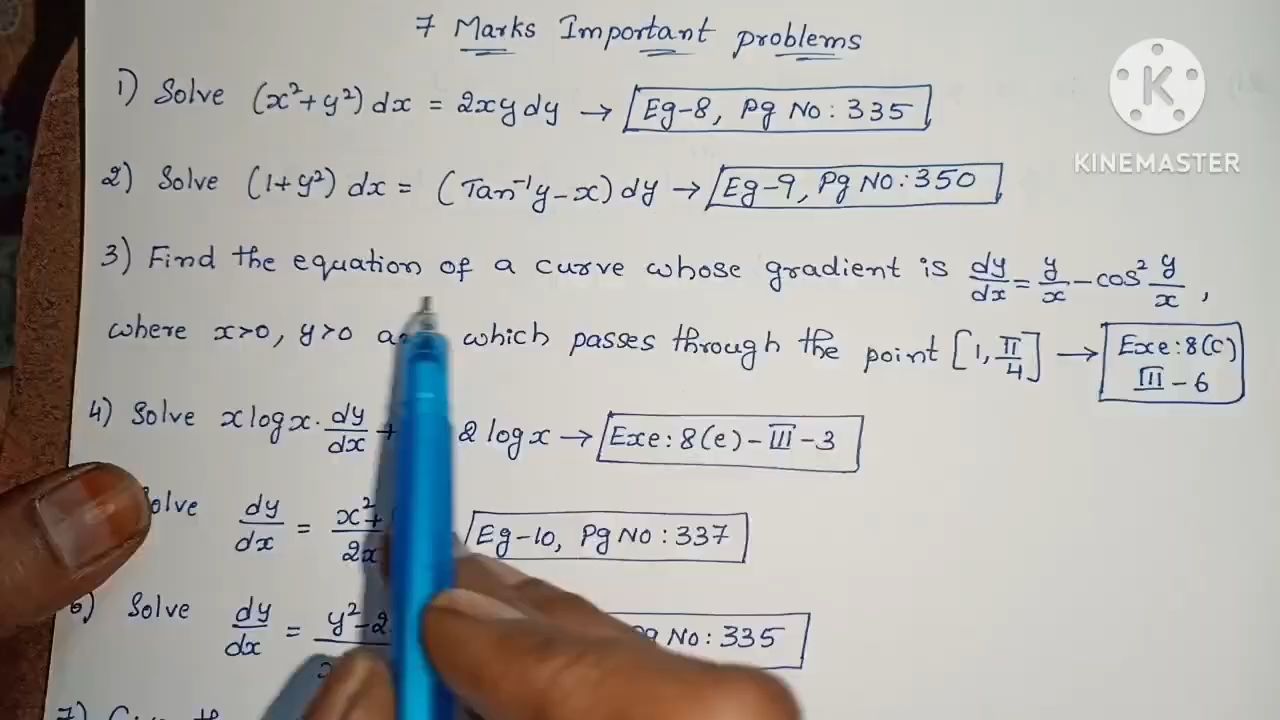 7 Marks Important problems
K
KINEMASTER
1) Solve (x²+y²) dx = 2xy dy → Eg-8, Pg No: 335
2) Solve (1+y²) dx = (Tan⁻¹y-x) dy → Eg-9, Pg No: 350
3) Find the equation of a curve whose gradient is dy/dx = y/x - cos² y/x ,
where x>0, y>0 which passes through the point [1, π/4] → Exe: 8(c) III - 6
4) Solve x log x. dy/dx + 2 log x → Exe: 8(e) - III - 3
dy/dx = x²+ / 2x Eg-10, Pg No: 337
6) Solve dy/dx = y²-2 No: 335
7)